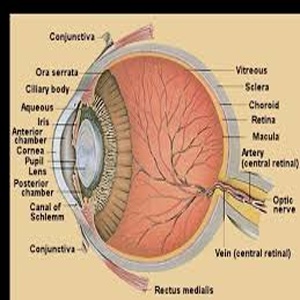 Conjunctiva
Ora serrata
Ciliary body
Aqueous
Iris
Anterior
chamber
Cornea
Pupil
Lens
Posterior
chamber
Canal of
Schlemm
Conjunctiva
Vitreous
Sclera
Choroid
Retina
Macula
Artery
(central retinal)
Optic
nerve
Vein (central retinal)
Rectus medialis